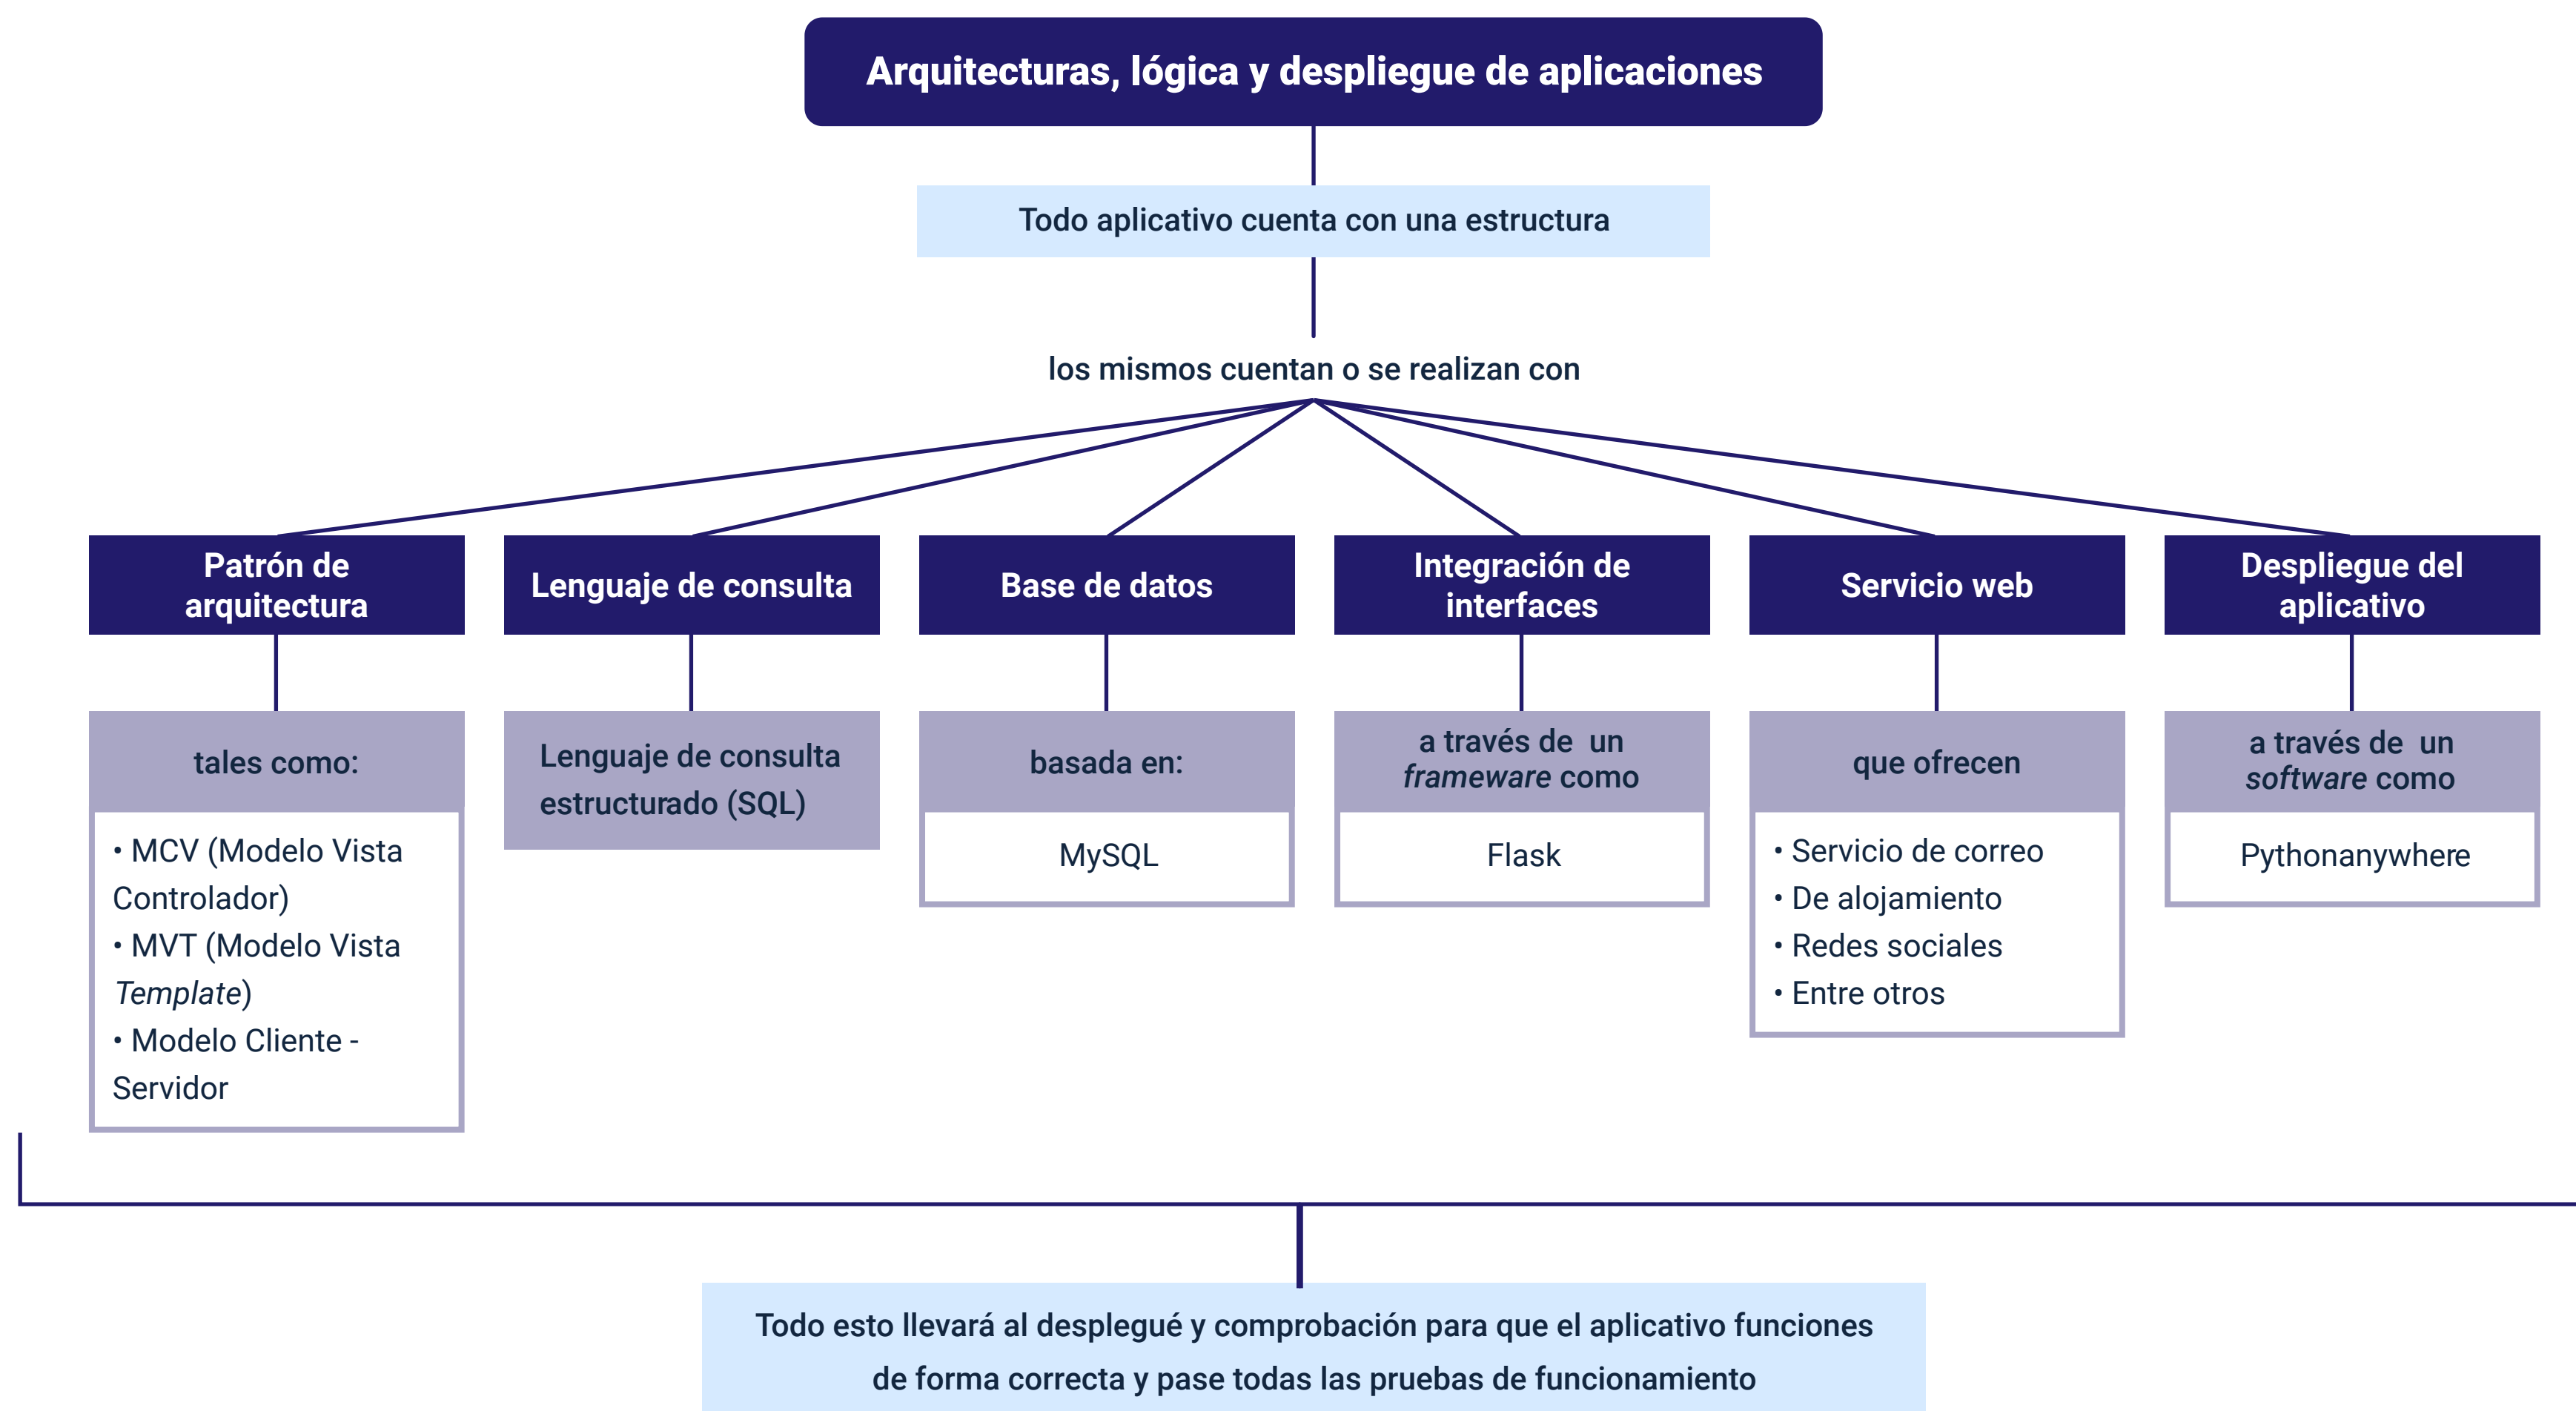 Arquitecturas, lógica y despliegue de aplicaciones
Todo aplicativo cuenta con una estructura
los mismos cuentan o se realizan con
Patrón de
arquitectura
tales como:
• MCV (Modelo Vista
Controlador)
• MVT (Modelo Vista
Template)
• Modelo Cliente -
Servidor
Lenguaje de consulta
Lenguaje de consulta
estructurado (SQL)
Base de datos
basada en:
MySQL
Integración de
interfaces
a través de  un
frameware como
Flask
Servicio web
que ofrecen
• Servicio de correo
• De alojamiento
• Redes sociales
• Entre otros
Despliegue del
aplicativo
a través de  un
software como
Pythonanywhere
Todo esto llevará al desplegué y comprobación para que el aplicativo funciones
de forma correcta y pase todas las pruebas de funcionamiento